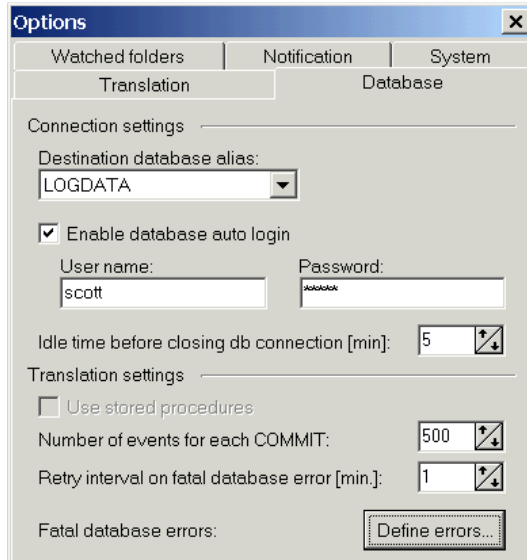 Options
Watched folders Notification System
Translation Database
Connection settings
Destination database alias:
LOGDATA
Enable database auto login
User name: Password:
scott *****
Idle time before closing db connection [min]: 5
Translation settings
Use stored procedures
Number of events for each COMMIT: 500
Retry interval on fatal database error [min.]: 1
Fatal database errors: Define errors...